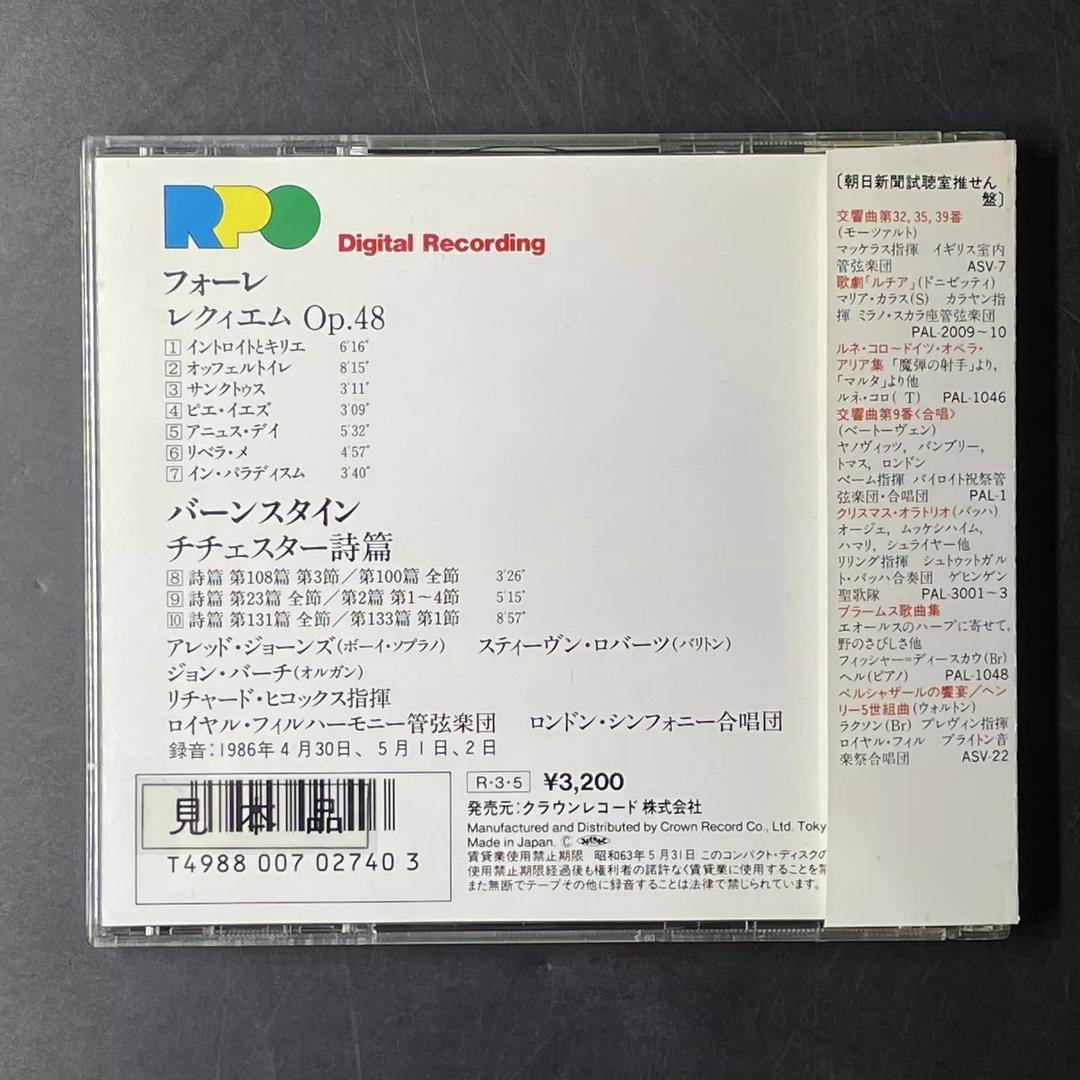 RPO
Digital Recording
フォーレ
レクィエム Op.48
1 イントロイトとキリエ 6'16"
2 オッフェルトイレ 8'15"
3 サンクトゥス 3'11"
4 ピエ・イエズ 3'09"
5 アニュス・デイ 5'32"
6 リベラ・メ 4'57"
7 イン・パラディスム 3'40"
バーンスタイン
チチェスター詩篇
8 詩篇 第108篇 第3節／第100篇 全節 3'26"
9 詩篇 第23篇 全節／第2篇 第1〜4節 5'15"
10 詩篇 第131篇 全節／第133篇 第1節 8'57"
アレッド・ジョーンズ(ボーイ・ソプラノ) スティーヴン・ロバーツ(バリトン)
ジョン・バーチ(オルガン)
リチャード・ヒコックス指揮
ロイヤル・フィルハーモニー管弦楽団 ロンドン・シンフォニー合唱団
録音：1986年4月30日、5月1日、2日
見本品
T4988 007 02740 3
R・3・5 ¥3,200
発売元：クラウンレコード 株式会社
Manufactured and Distributed by Crown Record Co., Ltd. Toky
Made in Japan. Ⓒ
賃貸業使用禁止期限 昭和63年5月31日 このコンパクト・ディスクの
使用禁止期限経過後も権利者の許諾なく賃貸業に使用することを禁
また無断でテープその他に録音することは法律で禁じられています。
〔朝日新聞試聴室推せん
盤〕
交響曲第32, 35, 39番
(モーツァルト)
マッケラス指揮 イギリス室内
管弦楽団 ASV-7
歌劇「ルチア」(ドニゼッティ)
マリア・カラス(S) カラヤン指
揮 ミラノ・スカラ座管弦楽団
PAL-2009〜10
ルネ・コロ〜ドイツ・オペラ・
アリア集 「魔弾の射手」より,
「マルタ」より他
ルネ・コロ(T) PAL-1046
交響曲第9番〈合唱〉
(ベートーヴェン)
ヤノヴィッツ, バンブリー,
トマス, ロンドン
ベーム指揮 バイロイト祝祭管
弦楽団・合唱団 PAL-1
クリスマス・オラトリオ(バッハ)
オージェ, ムッケンハイム,
ハマリ, シュライヤー他
リリング指揮 シュトゥットガル
ト・バッハ合奏団 ゲヒンゲン
聖歌隊 PAL-3001〜3
ブラームス歌曲集
エオールスのハープに寄せて,
野のさびしさ他
フィッシャー＝ディースカウ(Br)
ヘル(ピアノ) PAL-1048
ベルシャザールの饗宴／ヘン
リー5世組曲(ウォルトン)
ラクソン(Br) プレヴィン指揮
ロイヤル・フィル ブライトン音
楽祭合唱団 ASV-22